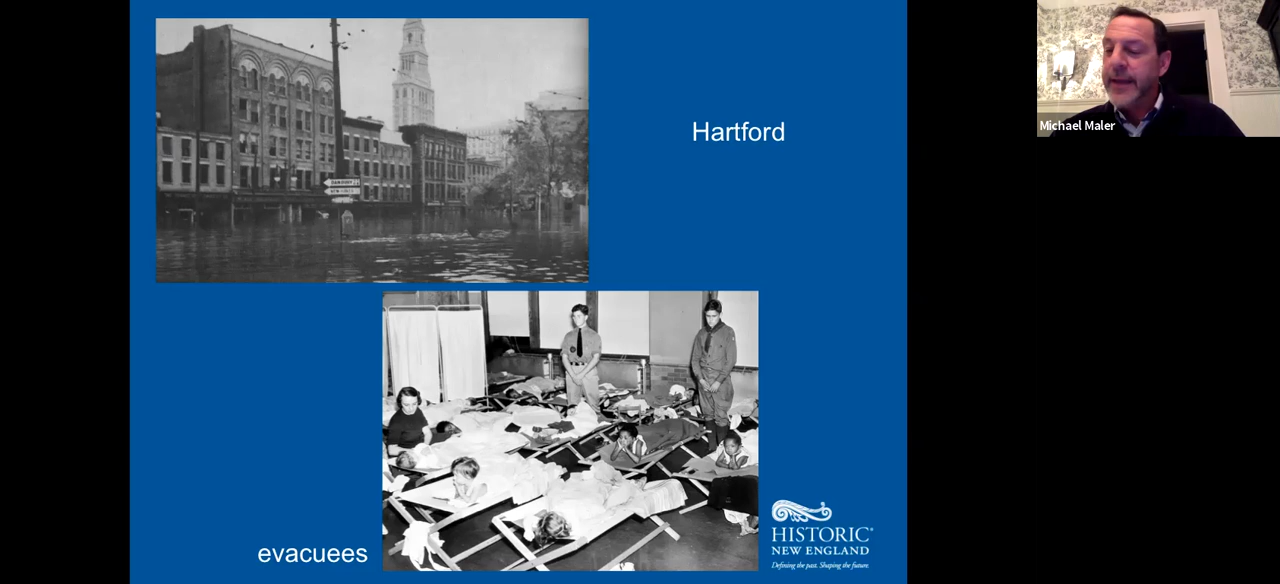 Hartford
Michael Maler
evacuees
HISTORIC®
NEW ENGLAND
Defining the past. Shaping the future.